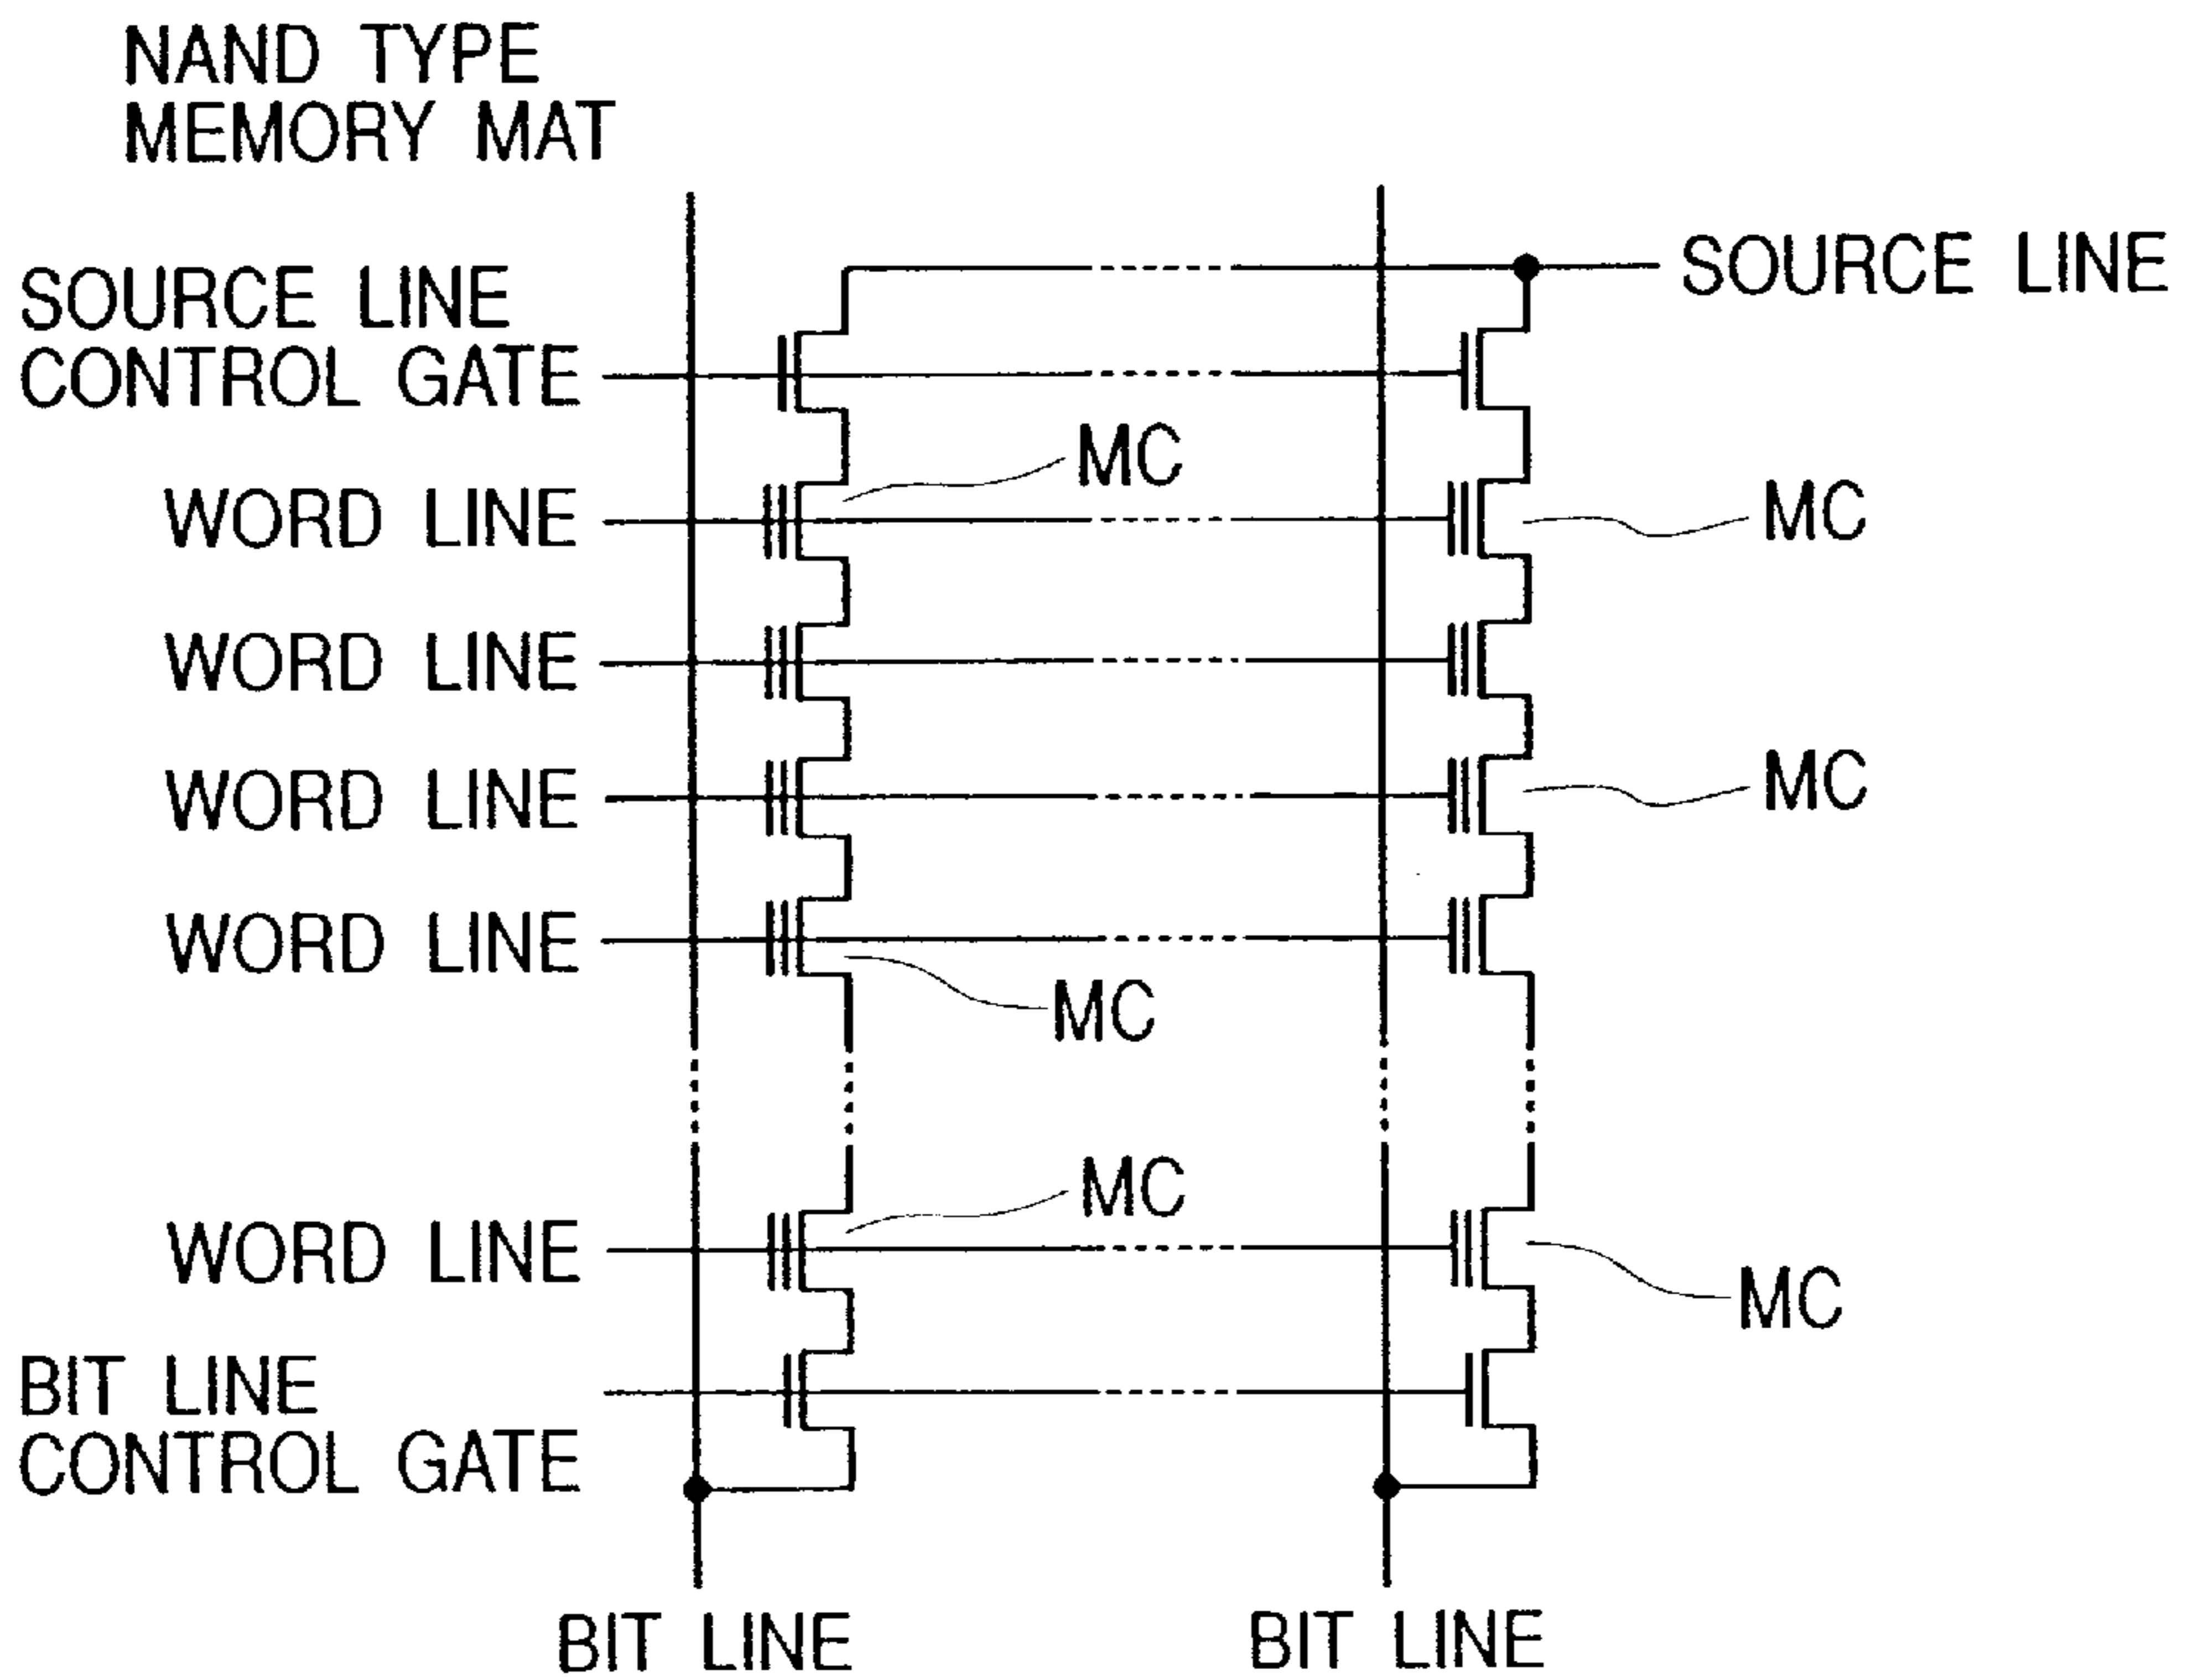 NAND TYPE
MEMORY MAT
SOURCE LINE
SOURCE LINE
CONTROL GATE
MC
WORD LINE
MC
WORD LINE
WORD LINE
MC
WORD LINE
MC
MC
WORD LINE
MC
BIT LINE
CONTROL GATE
BIT LINE
BIT LINE